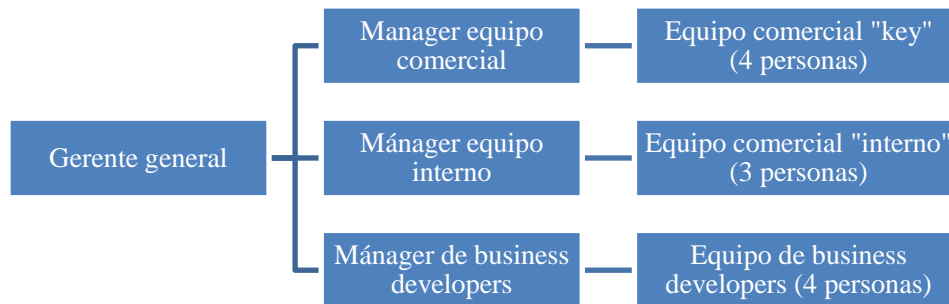 Manager equipo
comercial
Equipo comercial "key"
(4 personas)
Gerente general
Mánager equipo
interno
Equipo comercial "interno"
(3 personas)
Mánager de business
developers
Equipo de business
developers (4 personas)